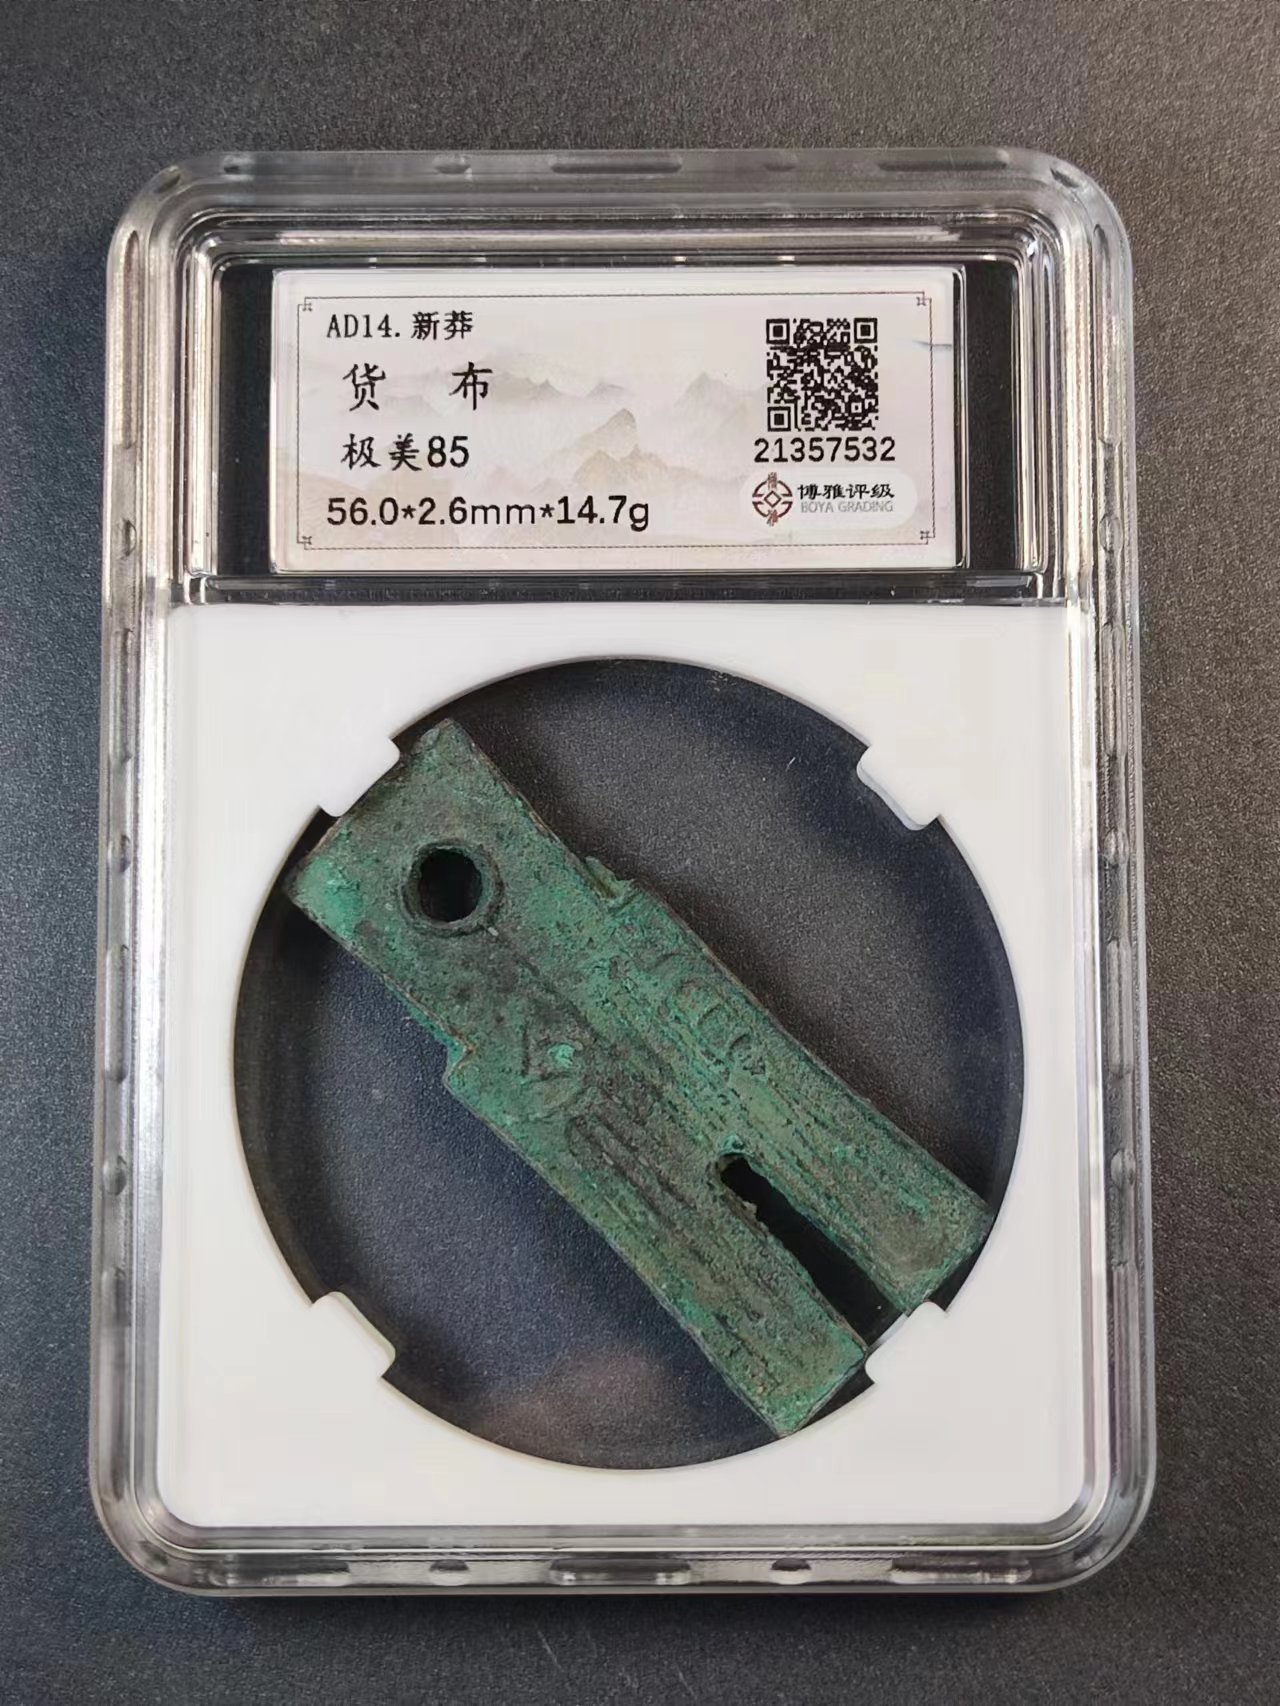 AD14.新莽
货 布
极美85
56.0*2.6mm*14.7g
21357532
博雅评级
BOYA GRADING